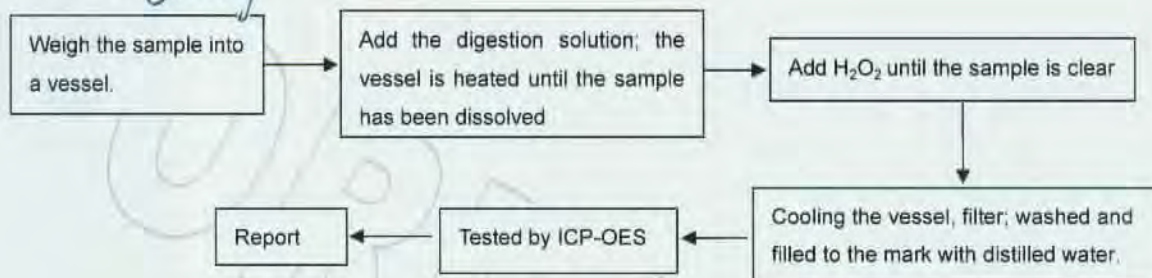 Weigh the sample into
a vessel.
Add the digestion solution; the
vessel is heated until the sample
has been dissolved
Add H₂O₂ until the sample is clear
Cooling the vessel, filter; washed and
filled to the mark with distilled water.
Tested by ICP-OES
Report